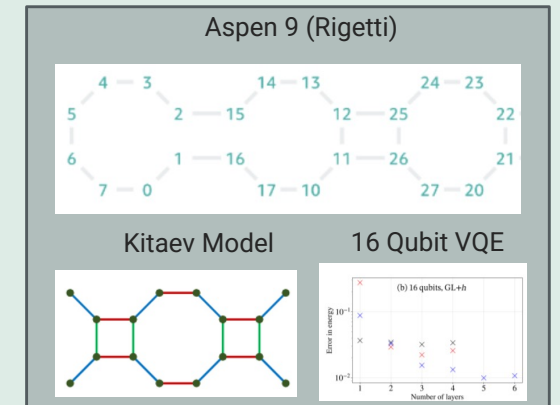 Aspen 9 (Rigetti)
4 3 14 13 24 23
5 2 15 12 25 22
6 1 16 11 26 21
7 0 17 10 27 20
Kitaev Model 16 Qubit VQE
(b) 16 qubits, GL+h
Error in energy
10⁻¹
10⁻²
1 2 3 4 5 6
Number of layers